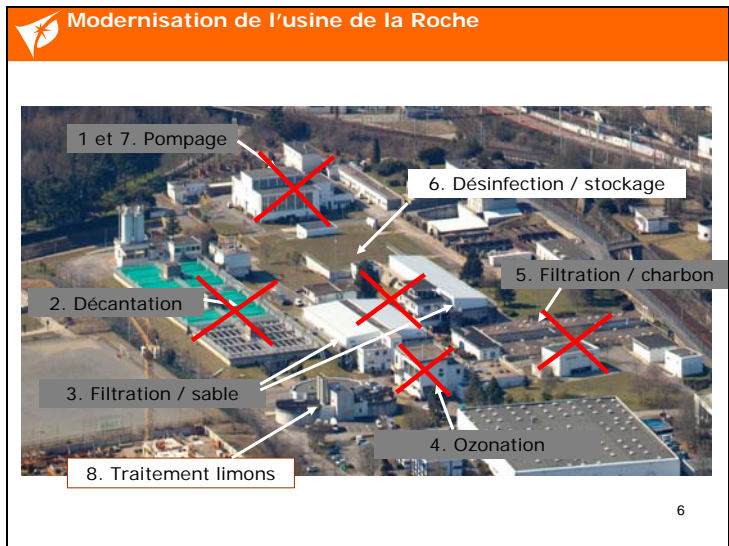 Modernisation de l'usine de la Roche
1 et 7. Pompage
6. Désinfection / stockage
5. Filtration / charbon
2. Décantation
3. Filtration / sable
4. Ozonation
8. Traitement limons
6